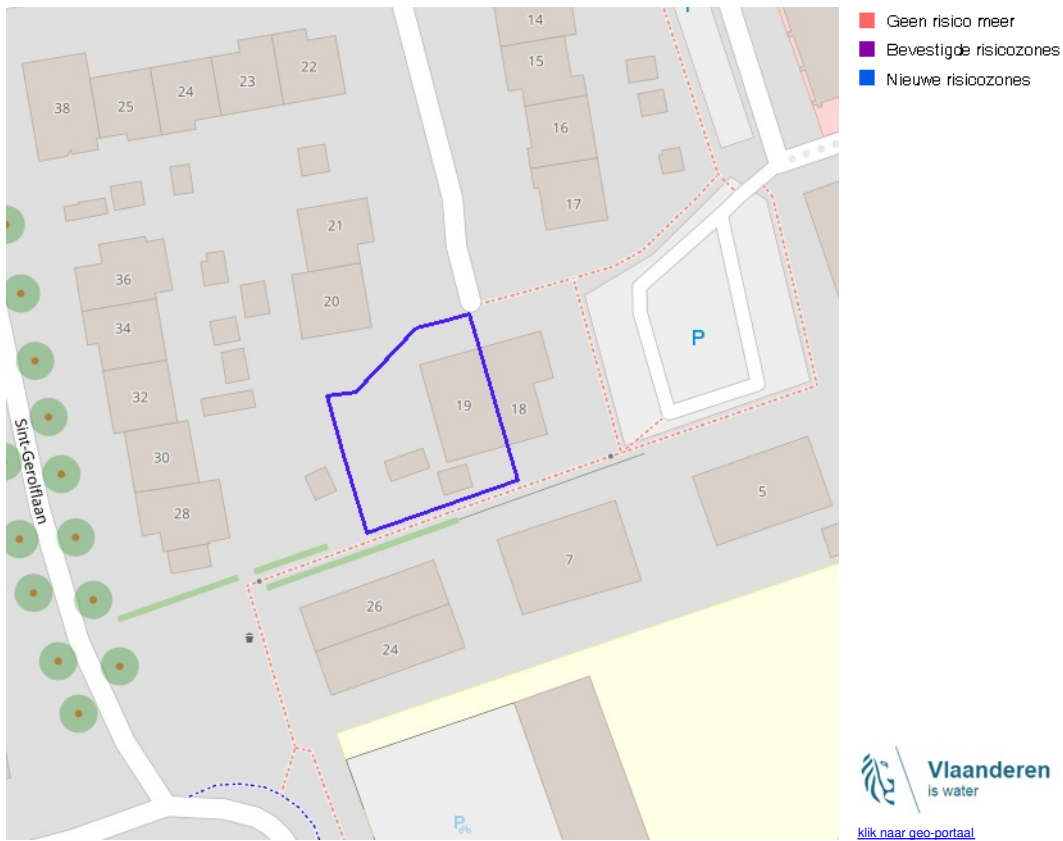 14
15
16
17
22
23
24
25
38
21
20
36
34
32
30
28
19
18
P
P
Sint-Gerolflaan
5
7
26
24
P
Geen risico meer
Bevestigde risicozones
Nieuwe risicozones
Vlaanderen
is water
klik naar geo-portaal